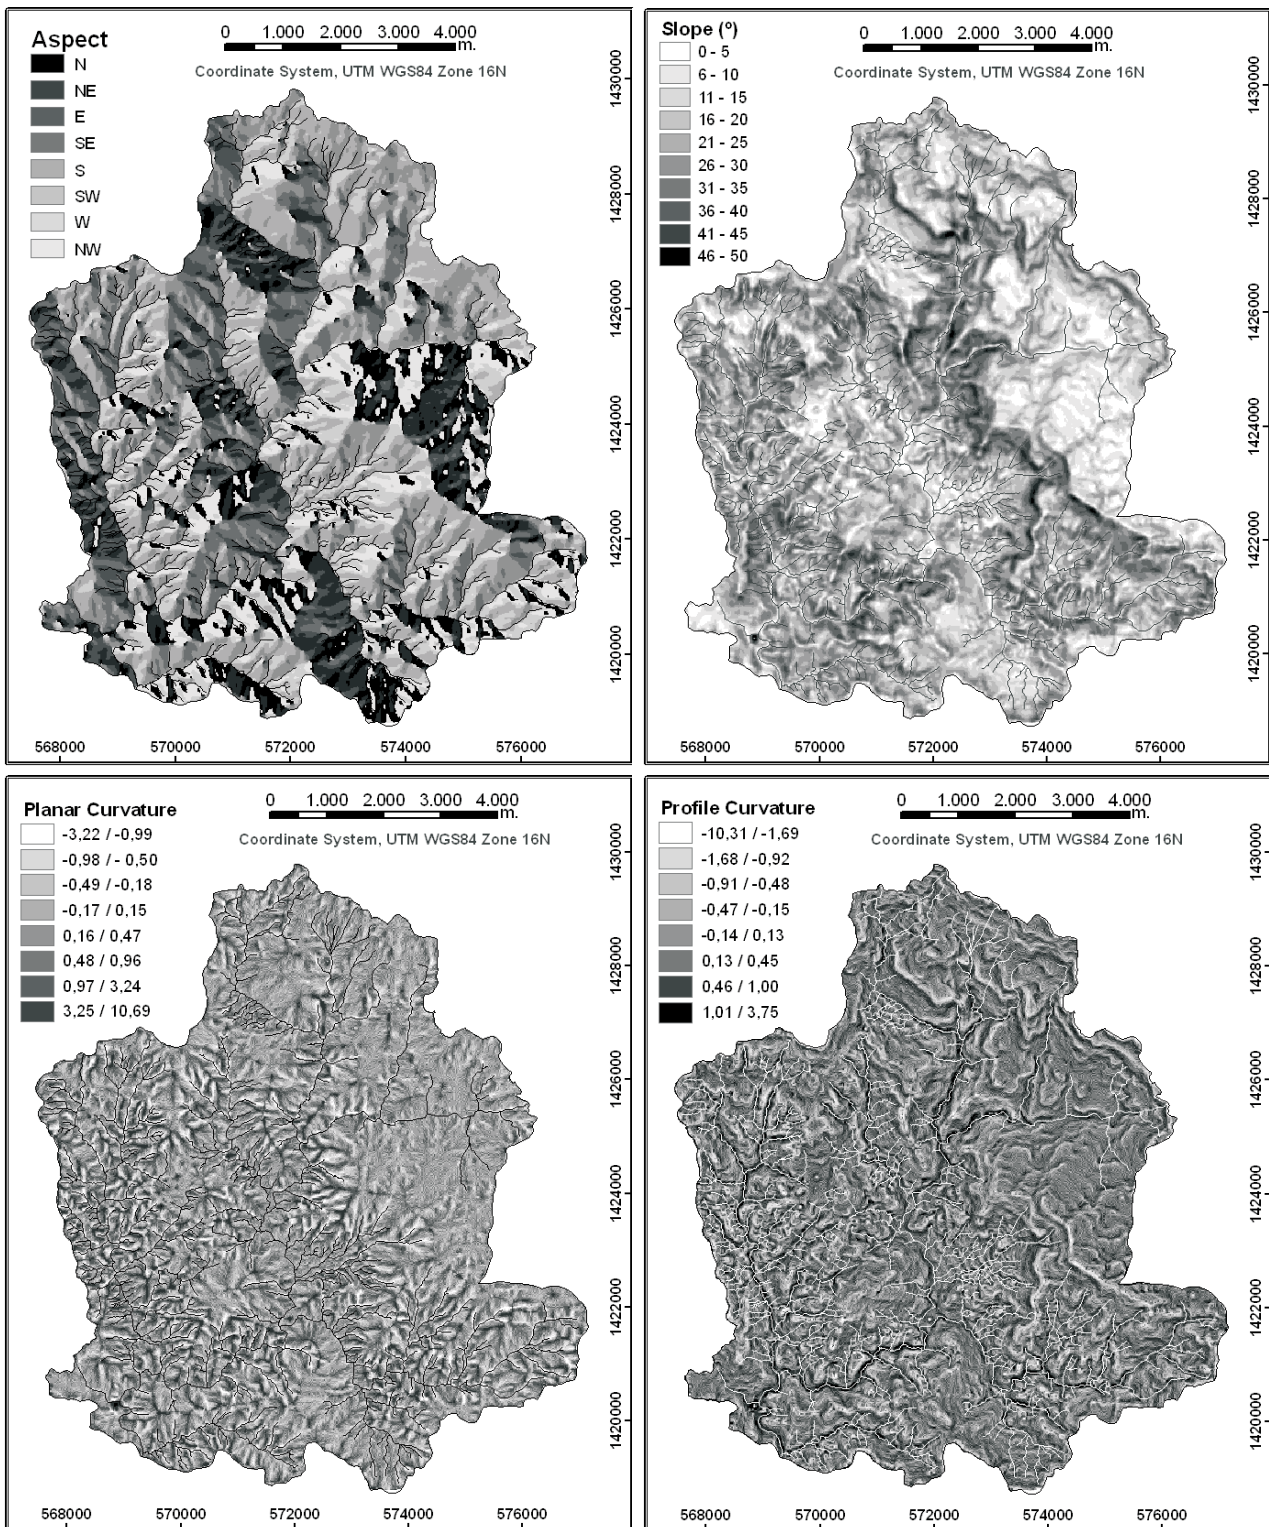 Aspect
0 1.000 2.000 3.000 4.000
m.
Coordinate System, UTM WGS84 Zone 16N
N
NE
E
SE
S
SW
W
NW
1430000
1428000
1426000
1424000
1422000
1420000
568000 570000 572000 574000 576000
Slope (º)
0 1.000 2.000 3.000 4.000
m.
Coordinate System, UTM WGS84 Zone 16N
0 - 5
6 - 10
11 - 15
16 - 20
21 - 25
26 - 30
31 - 35
36 - 40
41 - 45
46 - 50
1430000
1428000
1426000
1424000
1422000
1420000
568000 570000 572000 574000 576000
Planar Curvature
0 1.000 2.000 3.000 4.000
m.
Coordinate System, UTM WGS84 Zone 16N
-3,22 / -0,99
-0,98 / - 0,50
-0,49 / -0,18
-0,17 / 0,15
0,16 / 0,47
0,48 / 0,96
0,97 / 3,24
3,25 / 10,69
1430000
1428000
1426000
1424000
1422000
1420000
568000 570000 572000 574000 576000
Profile Curvature
0 1.000 2.000 3.000 4.000
m.
Coordinate System, UTM WGS84 Zone 16N
-10,31 / -1,69
-1,68 / -0,92
-0,91 / -0,48
-0,47 / -0,15
-0,14 / 0,13
0,13 / 0,45
0,46 / 1,00
1,01 / 3,75
1430000
1428000
1426000
1424000
1422000
1420000
568000 570000 572000 574000 576000